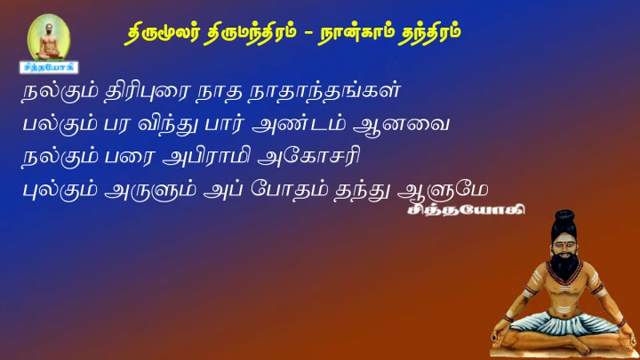 திருமூலர் திருமந்திரம் - நான்காம் தந்திரம்
சித்தயோகி
நல்கும் திரிபுரை நாத நாதாந்தங்கள்
பல்கும் பர விந்து பார் அண்டம் ஆனவை
நல்கும் பரை அபிராமி அகோசரி
புல்கும் அருளும் அப் போதம் தந்து ஆளுமே
சித்தயோகி